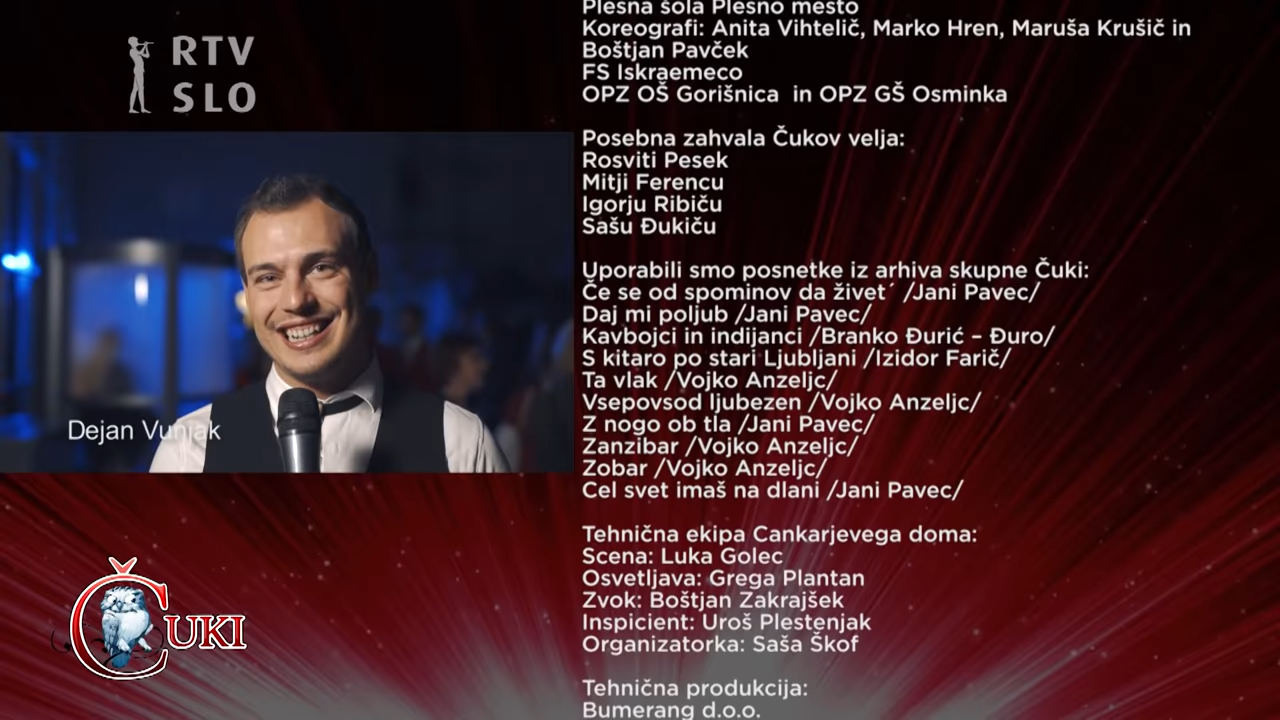 RTV
SLO
Plesna šola Plesno mesto
Koreografi: Anita Vihtelič, Marko Hren, Maruša Krušič in
Boštjan Pavček
FS Iskraemeco
OPZ OŠ Gorišnica  in OPZ GŠ Osminka
Posebna zahvala Čukov velja:
Rosviti Pesek
Mitji Ferencu
Igorju Ribiču
Sašu Đukiču
Uporabili smo posnetke iz arhiva skupne Čuki:
Če se od spominov da živet´ /Jani Pavec/
Daj mi poljub /Jani Pavec/
Kavbojci in indijanci /Branko Đurić – Đuro/
S kitaro po stari Ljubljani /Izidor Farič/
Ta vlak /Vojko Anzeljc/
Vsepovsod ljubezen /Vojko Anzeljc/
Z nogo ob tla /Jani Pavec/
Zanzibar /Vojko Anzeljc/
Zobar /Vojko Anzeljc/
Cel svet imaš na dlani /Jani Pavec/
Tehnična ekipa Cankarjevega doma:
Scena: Luka Golec
Osvetljava: Grega Plantan
Zvok: Boštjan Zakrajšek
Inspicient: Uroš Plestenjak
Organizatorka: Saša Škof
Tehnična produkcija:
Bumerang d.o.o.
Dejan Vunjak
ČUKI